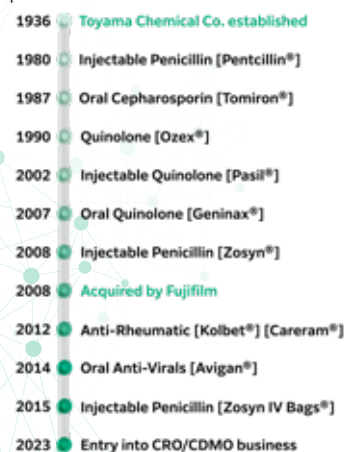 1936 Toyama Chemical Co. established
1980 Injectable Penicillin [Pentcillin®]
1987 Oral Cepharosporin [Tomiron®]
1990 Quinolone [Ozex®]
2002 Injectable Quinolone [Pasil®]
2007 Oral Quinolone [Geninax®]
2008 Injectable Penicillin [Zosyn®]
2008 Acquired by Fujifilm
2012 Anti-Rheumatic [Kolbet®] [Careram®]
2014 Oral Anti-Virals [Avigan®]
2015 Injectable Penicillin [Zosyn IV Bags®]
2023 Entry into CRO/CDMO business